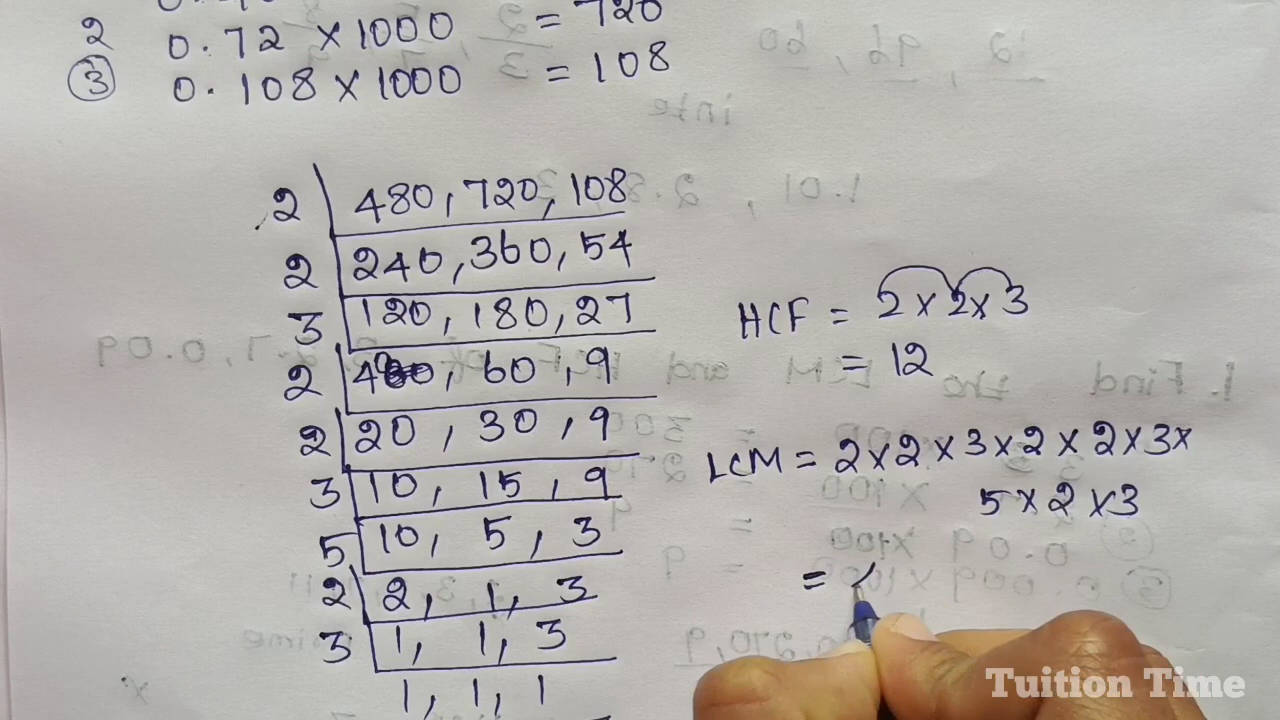 2 0.72 × 1000 = 720
③ 0.108 × 1000 = 108
2 480, 720, 108
2 240, 360, 54
3 120, 180, 27
2 40, 60, 9
2 20, 30, 9
3 10, 15, 9
5 10, 5, 3
2 2, 1, 3
3 1, 1, 3
1, 1, 1
HCF = 2 × 2 × 3
= 12
LCM = 2 × 2 × 3 × 2 × 2 × 3 ×
5 × 2 × 3
=
Tuition Time